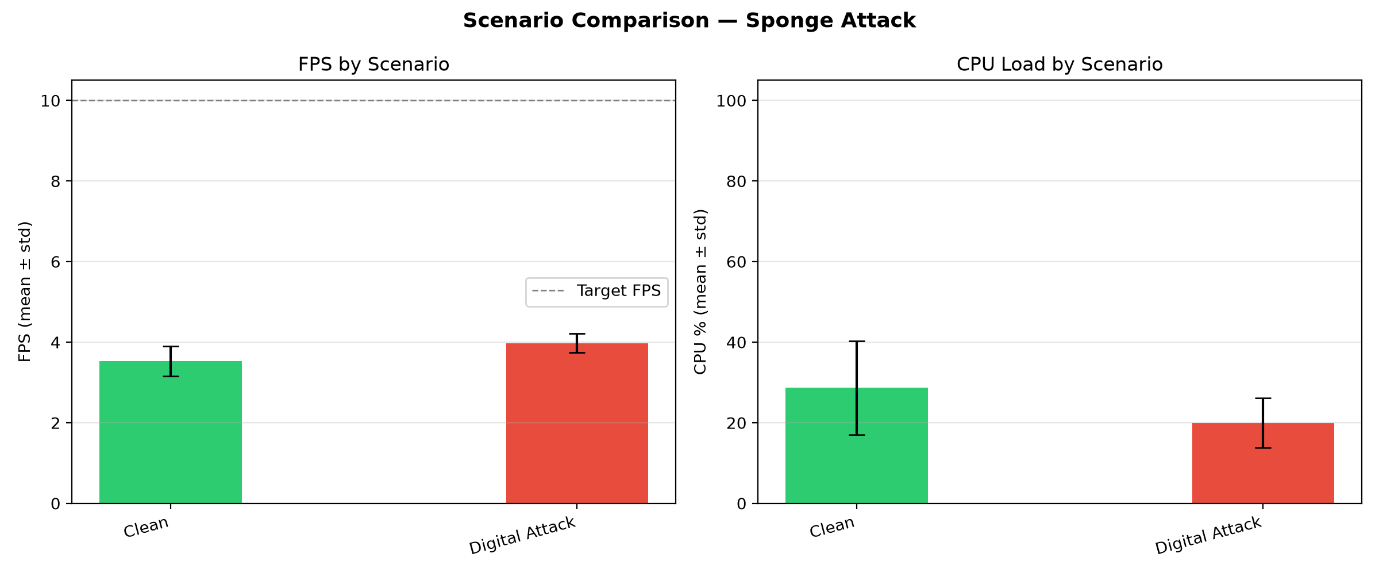 Scenario Comparison — Sponge Attack
FPS by Scenario
FPS (mean ± std)
10
8
6
4
2
0
Target FPS
Clean
Digital Attack
CPU Load by Scenario
CPU % (mean ± std)
100
80
60
40
20
0
Clean
Digital Attack